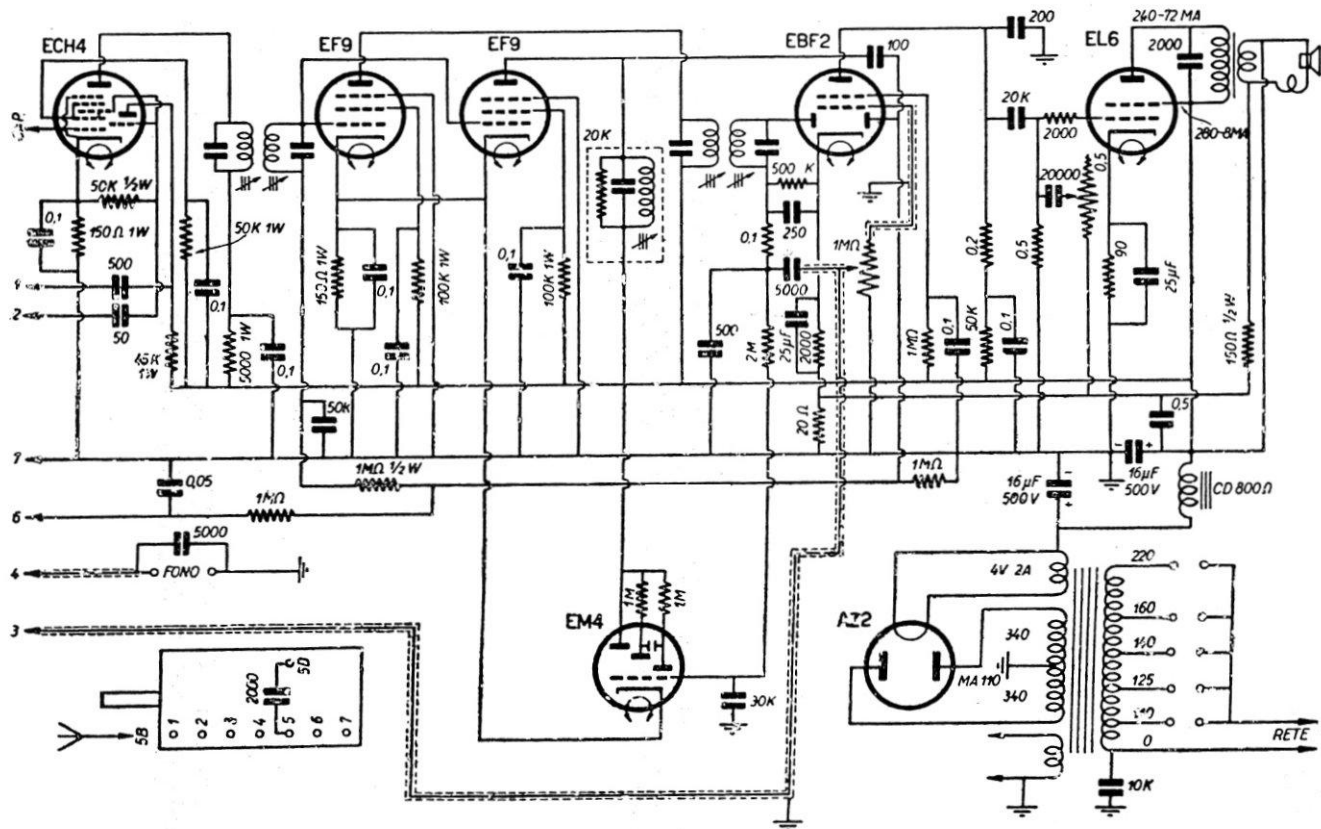 ECH4
EF9
EF9
EBF2
EL6
240-72 MA
200
2000
100
20K
20K
2000
280-8MA
0,5
20000
50K ½W
0,1
150Ω 1W
50K 1W
500
50
1
2
0,1
1W
5000 1W
0,1
150Ω 1W
0,1
0,1
100K 1W
0,1
100K 1W
500 K
250
0,1
5000
1MΩ
500
2M
25µF
2000
20Ω
1MΩ
0,1
50K
0,2
0,1
0,5
90
25µF
150Ω ½W
0,5
50K
7
0,05
1MΩ ½W
1MΩ
16µF
500V
16µF
500V
CD 800Ω
6
1MΩ
5000
4
FONO
3
1M
1M
EM4
30K
4V 2A
AZ2
340
MA 110
340
220
160
125
0
RETE
10K
5D
2000
5B
1
2
3
4
5
6
7